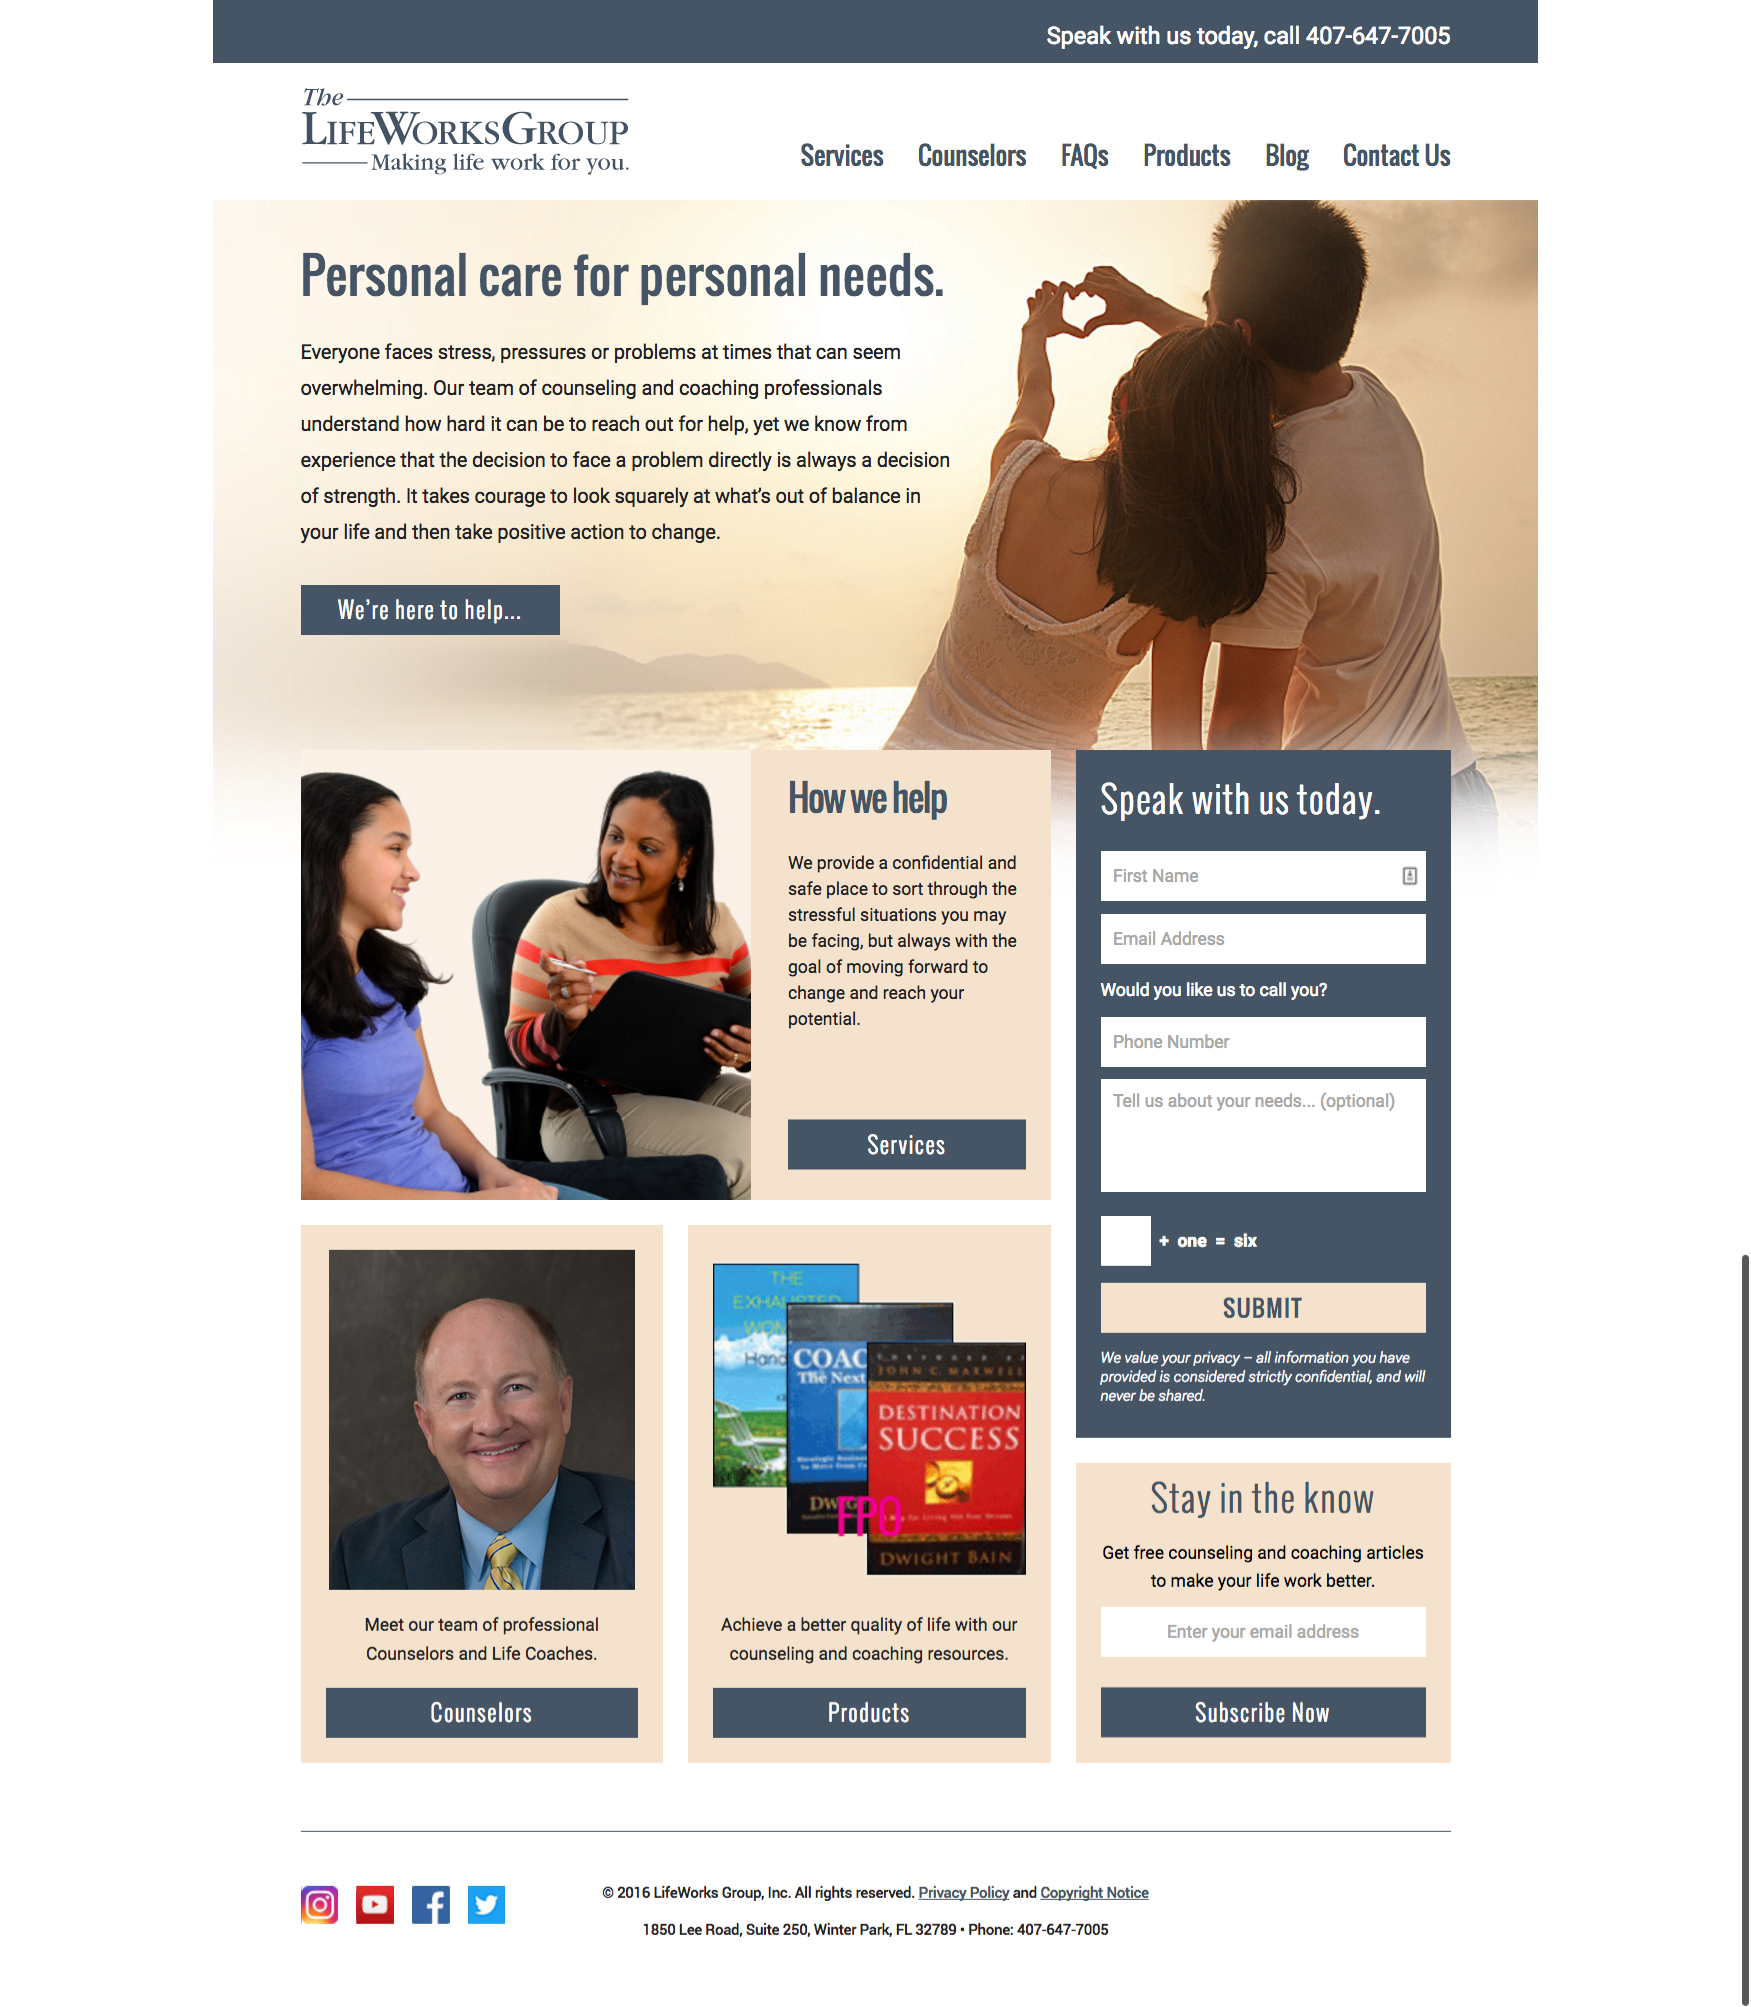 Speak with us today, call 407-647-7005
The
LIFEWORKSGROUP
Making life work for you.
Services Counselors FAQs Products Blog Contact Us
Personal care for personal needs.
Everyone faces stress, pressures or problems at times that can seem
overwhelming. Our team of counseling and coaching professionals
understand how hard it can be to reach out for help, yet we know from
experience that the decision to face a problem directly is always a decision
of strength. It takes courage to look squarely at what’s out of balance in
your life and then take positive action to change.
We’re here to help...
How we help
We provide a confidential and
safe place to sort through the
stressful situations you may
be facing, but always with the
goal of moving forward to
change and reach your
potential.
Services
Speak with us today.
First Name
Email Address
Would you like us to call you?
Phone Number
Tell us about your needs... (optional)
+ one = six
SUBMIT
We value your privacy – all information you have
provided is considered strictly confidential, and will
never be shared.
Meet our team of professional
Counselors and Life Coaches.
Counselors
THE
EXHAUSTED
COAC
The Next
JOHN C. MAXWELL
DESTINATION
SUCCESS
FPO
DWIGHT BAIN
Achieve a better quality of life with our
counseling and coaching resources.
Products
Stay in the know
Get free counseling and coaching articles
to make your life work better.
Enter your email address
Subscribe Now
© 2016 LifeWorks Group, Inc. All rights reserved. Privacy Policy and Copyright Notice
1850 Lee Road, Suite 250, Winter Park, FL 32789 • Phone: 407-647-7005